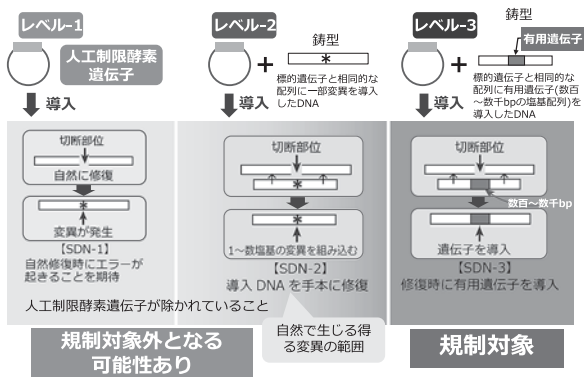 レベル-1
人工制限酵素
遺伝子
導入
切断部位
自然に修復
*
変異が発生
【SDN-1】
自然修復時にエラーが
起きることを期待
レベル-2
+
鋳型
*
標的遺伝子と相同的な
配列に一部変異を導入
したDNA
導入
切断部位
*
*
1～数塩基の変異を組み込む
【SDN-2】
導入 DNA を手本に修復
レベル-3
+
鋳型
有用遺伝子
標的遺伝子と相同的な
配列に有用遺伝子(数百
～数千bpの塩基配列)を
導入したDNA
導入
切断部位
数百～数千bp
遺伝子を導入
【SDN-3】
修復時に有用遺伝子を導入
人工制限酵素遺伝子が除かれていること
規制対象外となる
可能性あり
自然で生じる得
る変異の範囲
規制対象